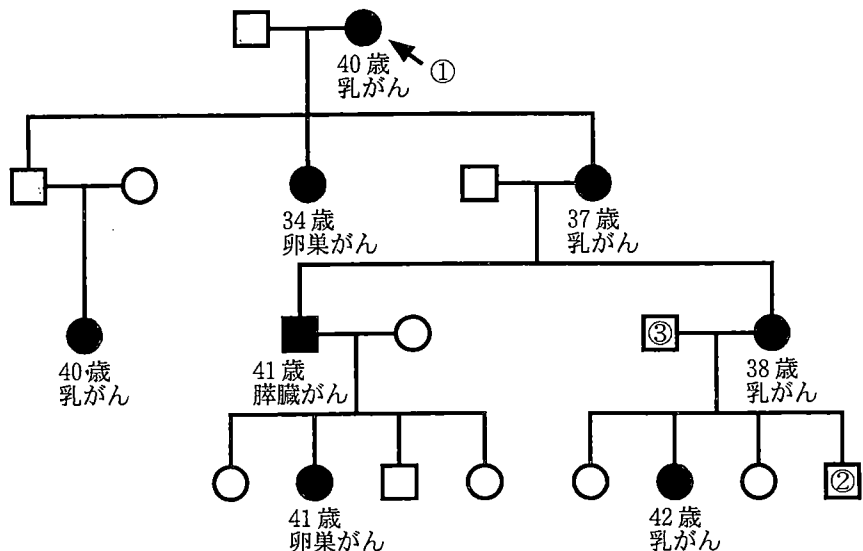 40歳
乳がん
①
34歳
卵巣がん
37歳
乳がん
40歳
乳がん
41歳
膵臓がん
③
38歳
乳がん
41歳
卵巣がん
42歳
乳がん
②